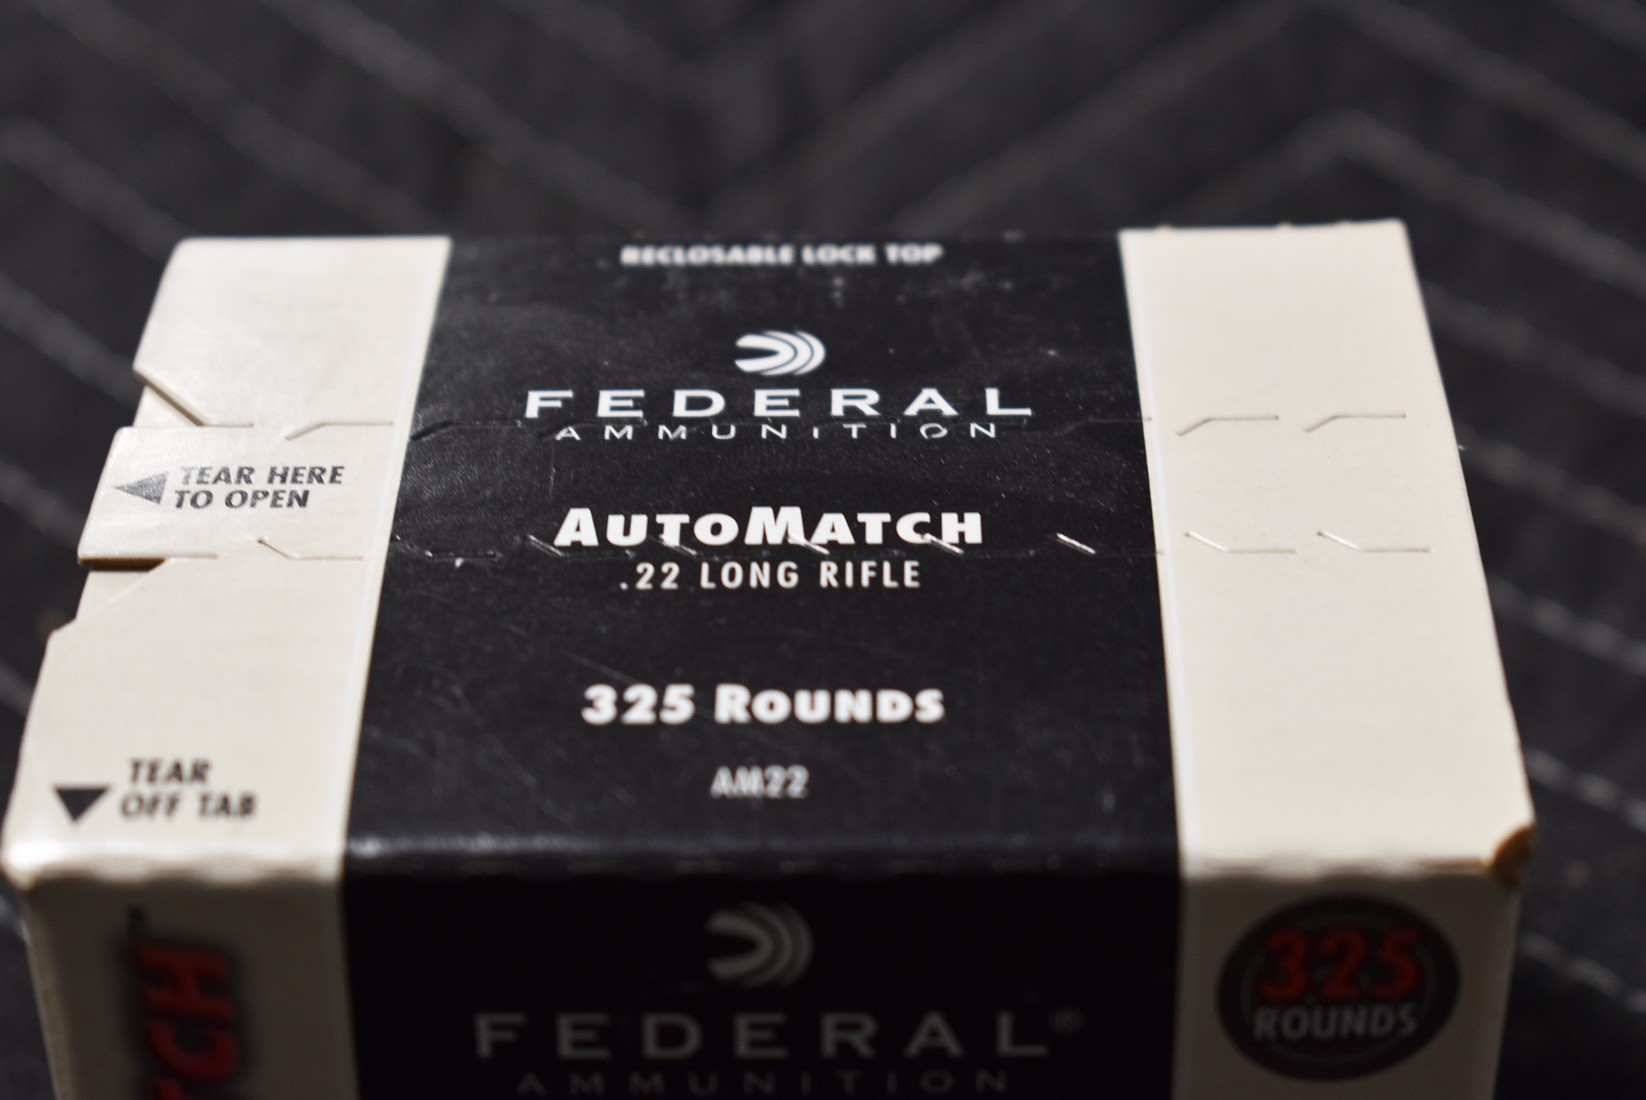 RECLOSABLE LOCK TOP
FEDERAL
AMMUNITION
TEAR HERE
TO OPEN
AUTOMATCH
.22 LONG RIFLE
325 ROUNDS
AM22
TEAR
OFF TAB
FEDERAL®
AMMUNITION
325
ROUNDS